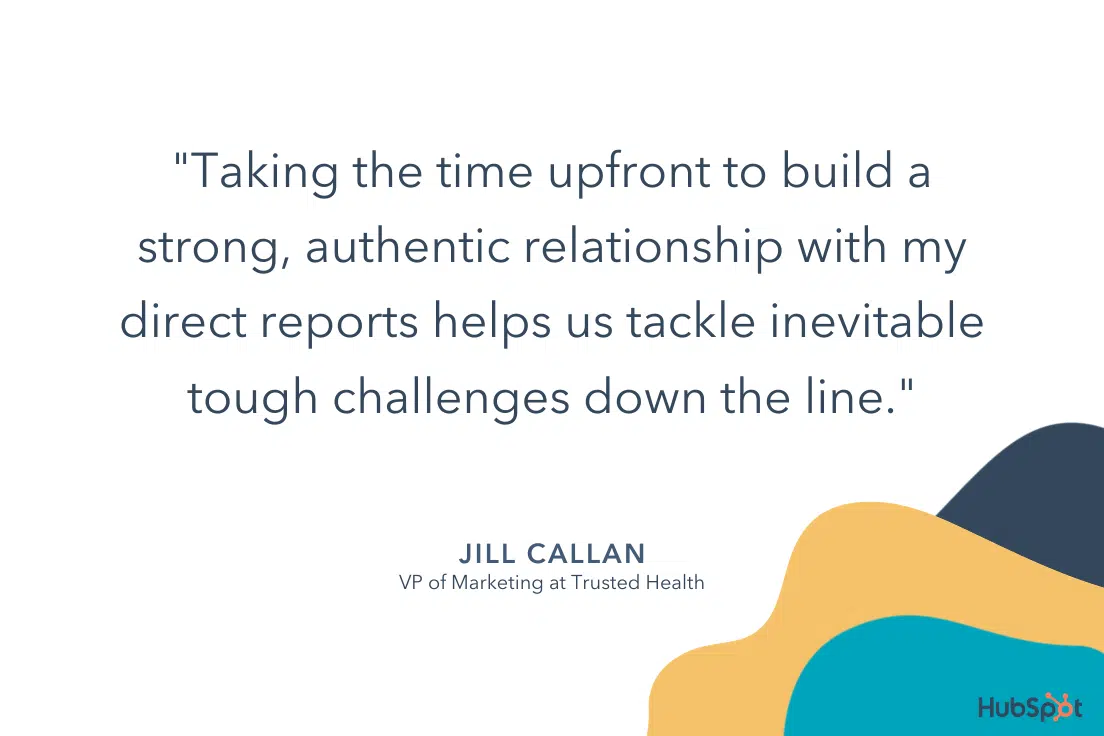 "Taking the time upfront to build a
strong, authentic relationship with my
direct reports helps us tackle inevitable
tough challenges down the line."
JILL CALLAN
VP of Marketing at Trusted Health
HubSpot